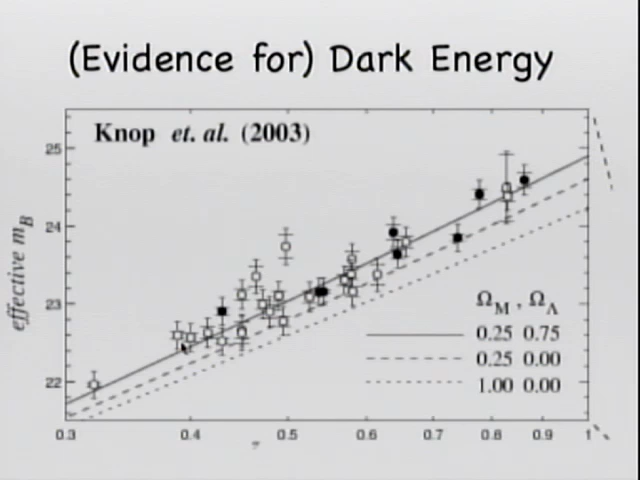 (Evidence for) Dark Energy
Knop et. al. (2003)
25
24
23
22
effective m_B
Ω_M , Ω_Λ
0.25 0.75
0.25 0.00
1.00 0.00
0.3 0.4 0.5 0.6 0.7 0.8 0.9 1